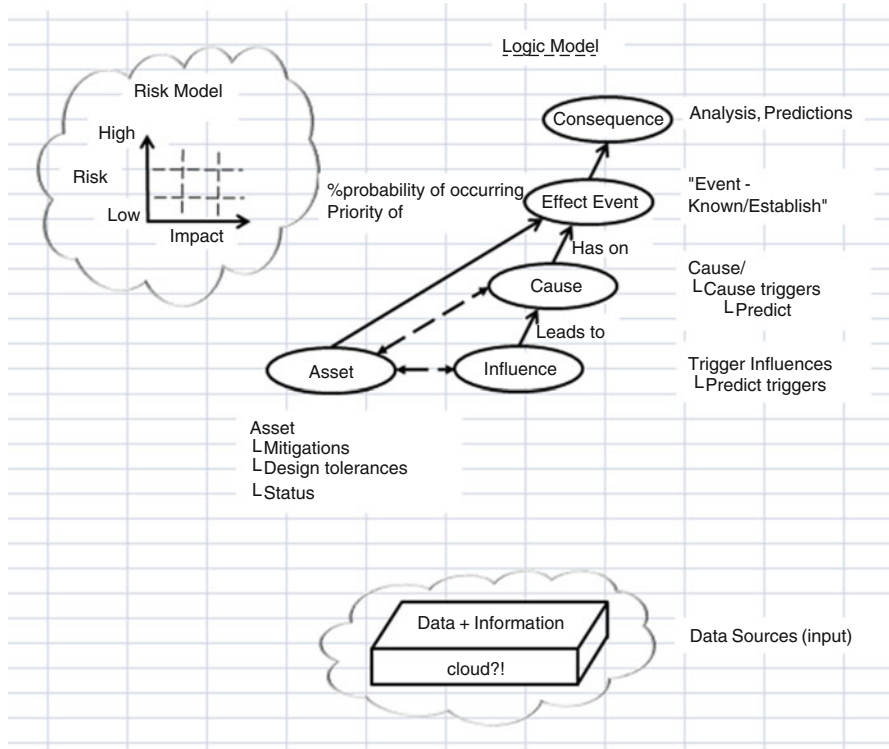 Logic Model
Risk Model
High
Risk
Low
Impact
Consequence
Analysis, Predictions
%probability of occurring
Priority of
Effect Event
"Event -
Known/Establish"
Has on
Cause
Cause/
Cause triggers
Predict
Leads to
Asset
Influence
Trigger Influences
Predict triggers
Asset
Mitigations
Design tolerances
Status
Data + Information
cloud?!
Data Sources (input)